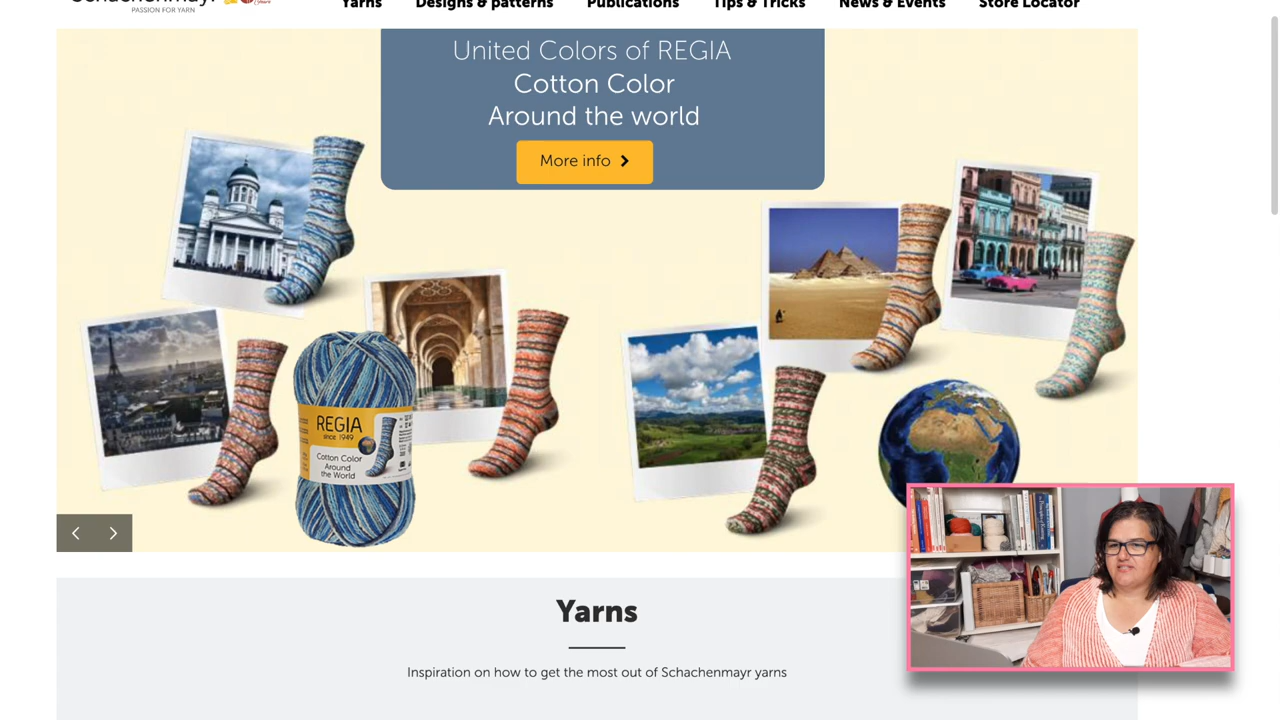 Schachenmayr
PASSION FOR YARN
Yarns
Designs & patterns
Publications
Tips & Tricks
News & Events
Store Locator
United Colors of REGIA
Cotton Color
Around the world
More info
REGIA
since 1949
Cotton Color
Around
the World
Yarns
Inspiration on how to get the most out of Schachenmayr yarns